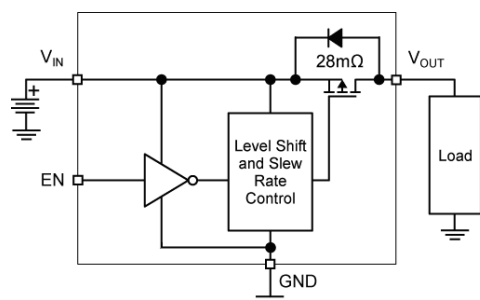 V_IN
28mΩ
V_OUT
+
Level Shift
and Slew
Rate
Control
Load
EN
GND